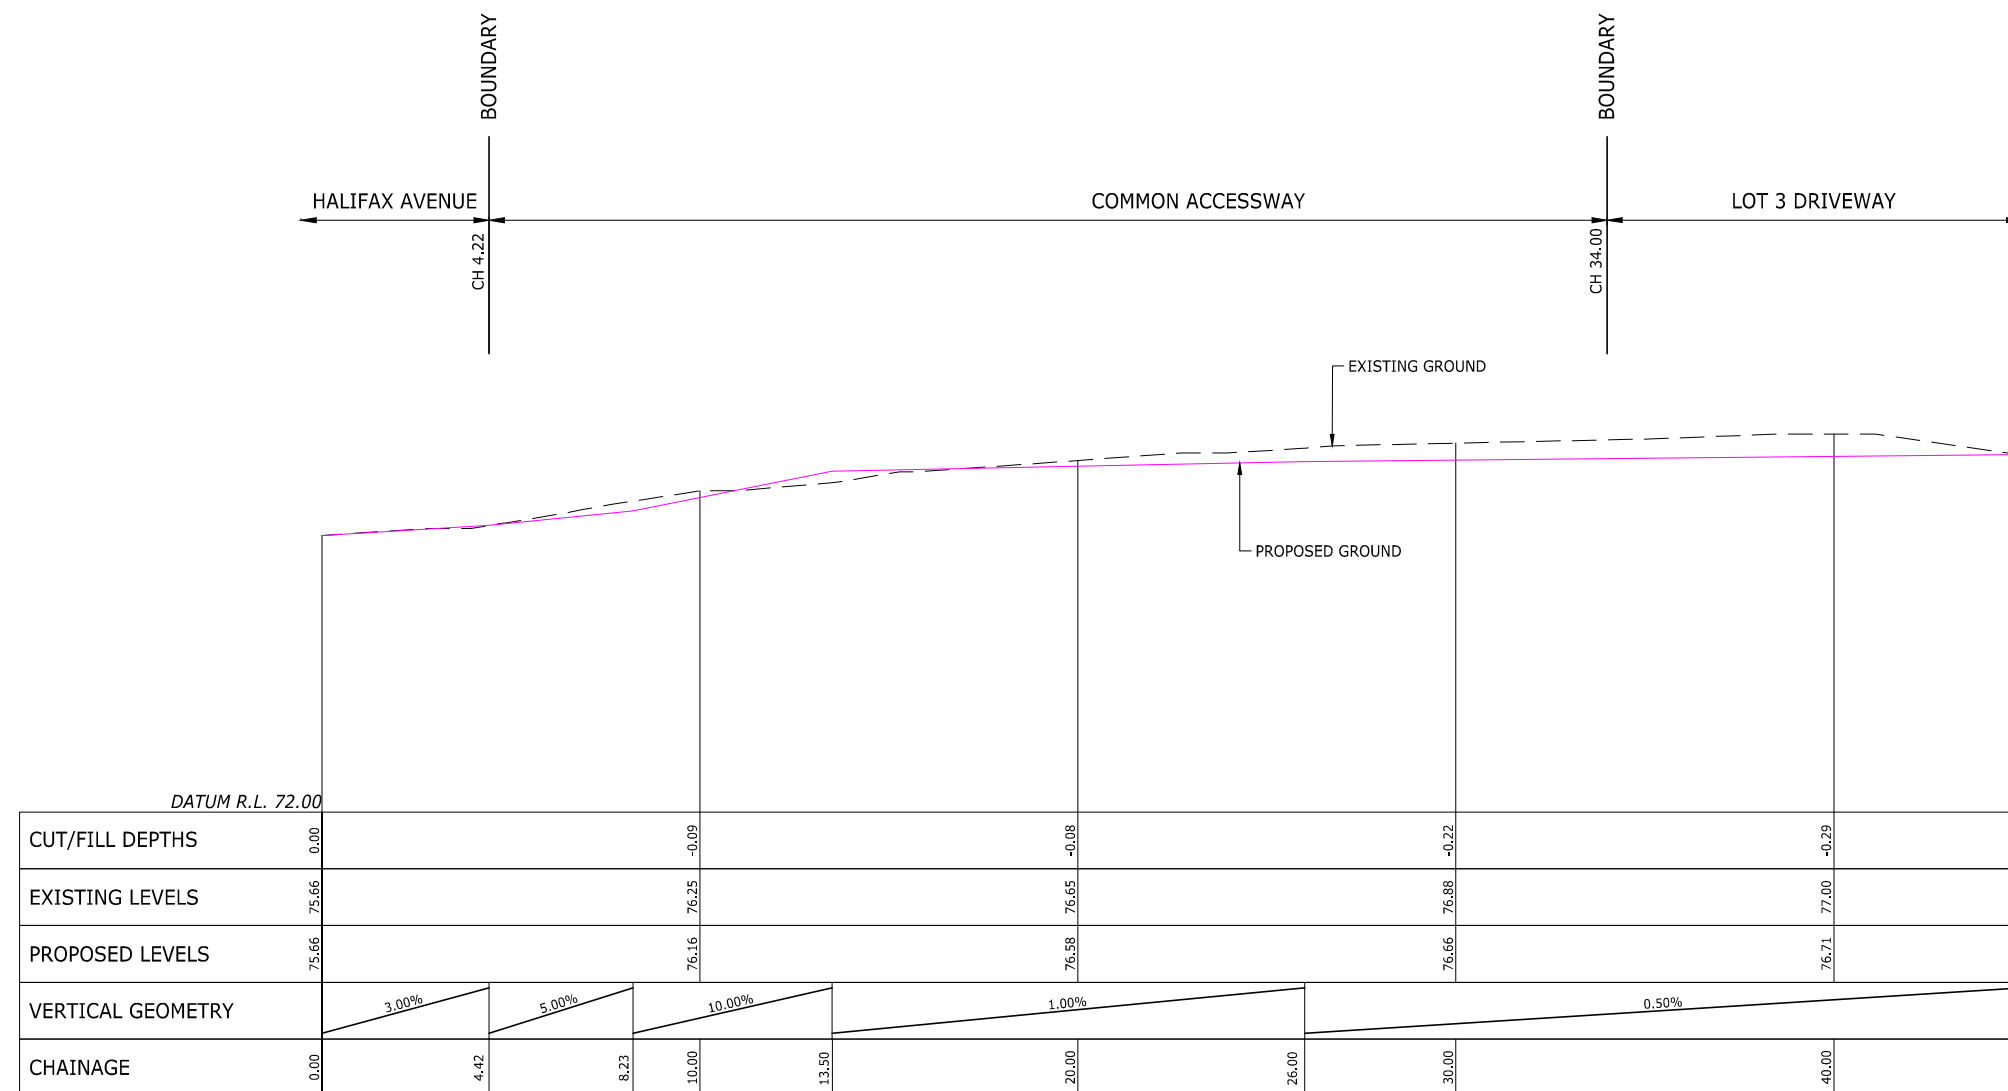 BOUNDARY
BOUNDARY
HALIFAX AVENUE
COMMON ACCESSWAY
LOT 3 DRIVEWAY
CH 4.22
CH 34.00
EXISTING GROUND
PROPOSED GROUND
DATUM R.L. 72.00
CUT/FILL DEPTHS 0.00 -0.09 -0.08 -0.22 -0.29
EXISTING LEVELS 75.66 76.25 76.65 76.88 77.00
PROPOSED LEVELS 75.66 76.16 76.58 76.66 76.71
VERTICAL GEOMETRY 3.00% 5.00% 10.00% 1.00% 0.50%
CHAINAGE 0.00 4.42 8.23 10.00 13.50 20.00 26.00 30.00 40.00